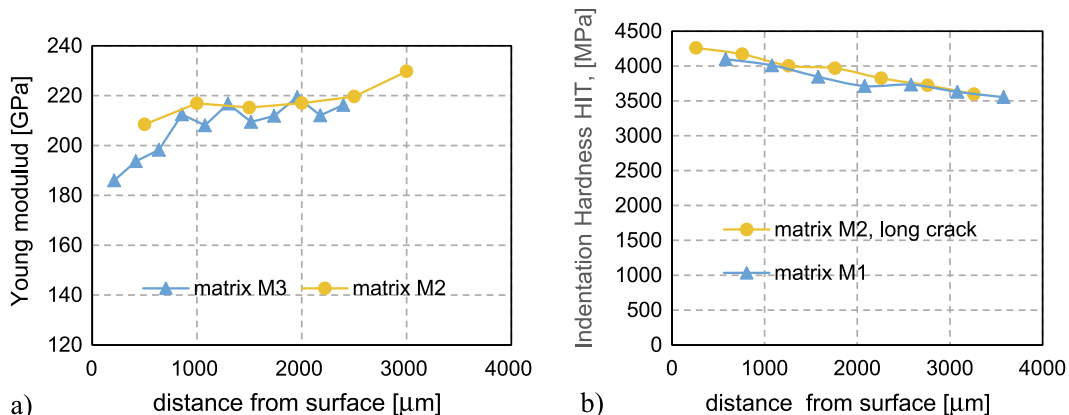 240
220
200
180
160
140
120
Young modulud [GPa]
matrix M3
matrix M2
0
1000
2000
3000
4000
distance from surface [µm]
a)
4500
4000
3500
3000
2500
2000
1500
1000
500
0
Indentation Hardness HIT, [MPa]
matrix M2, long crack
matrix M1
0
1000
2000
3000
4000
distance from surface [µm]
b)